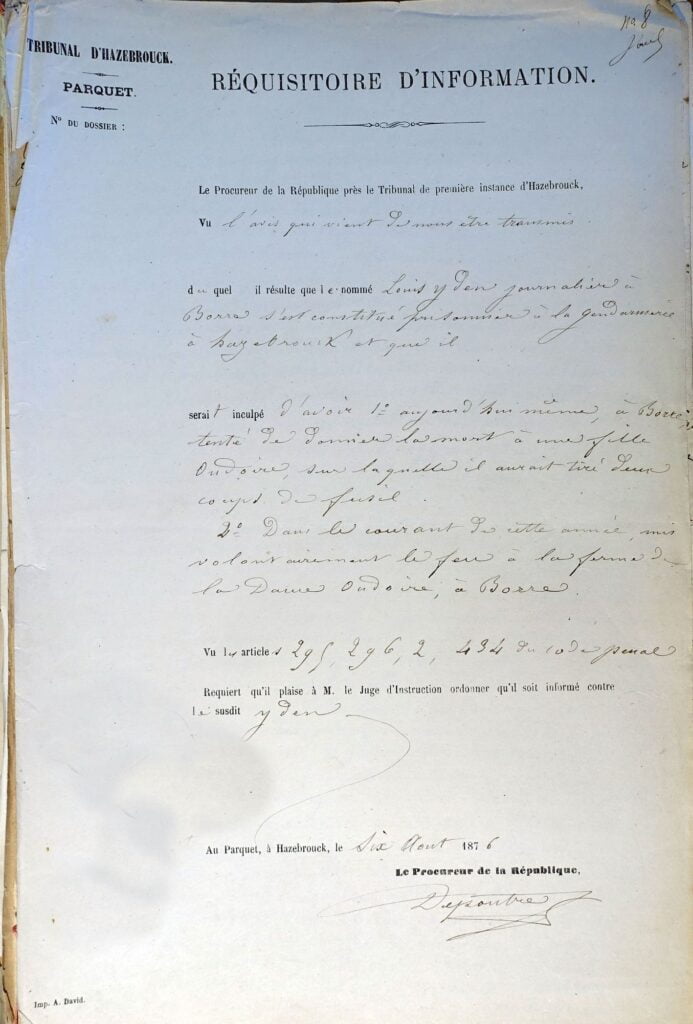 No 8
TRIBUNAL D'HAZEBROUCK.
PARQUET.
No DU DOSSIER :
RÉQUISITOIRE D'INFORMATION.
Le Procureur de la République près le Tribunal de première instance d'Hazebrouck,
Vu l'avis qui vient de nous être transmis
duquel il résulte que le nommé Louis Yden journalier à
Borre s'est constitué prisonnier à la gendarmerie
à hazebrouck et que il
serait inculpé d'avoir 1o aujourd'hui même, à Borre,
tenté de donner la mort à une fille
Oudoire, sur laquelle il aurait tiré deux
coups de fusil.
2o Dans le courant de cette année, mis
volontairement le feu à la ferme de
la Dame Oudoire, à Borre.
Vu les articles 295, 296, 2, 434 du code pénal
Requiert qu'il plaise à M. le Juge d'Instruction ordonner qu'il soit informé contre
le susdit Yden
Au Parquet, à Hazebrouck, le Six Août 1876
Le Procureur de la République,
Imp. A. David.